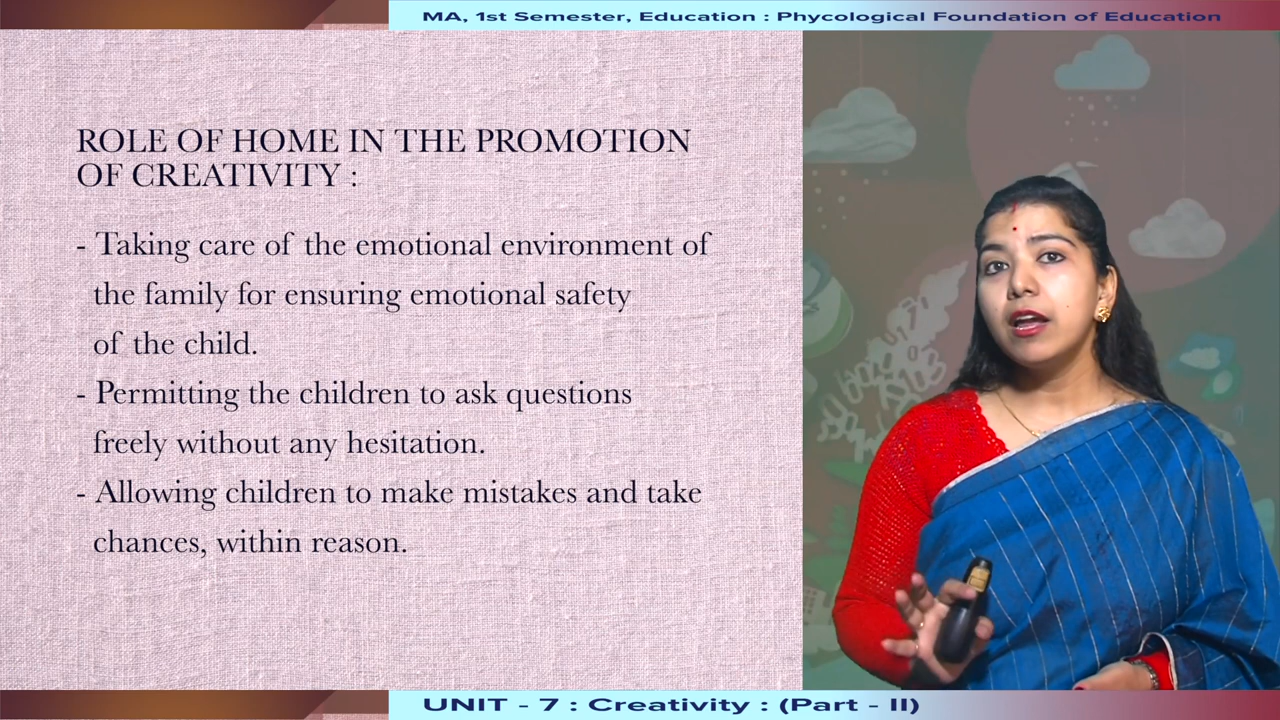 MA, 1st Semester, Education : Phycological Foundation of Education
ROLE OF HOME IN THE PROMOTION
OF CREATIVITY :
- Taking care of the emotional environment of
the family for ensuring emotional safety
of the child.
- Permitting the children to ask questions
freely without any hesitation.
- Allowing children to make mistakes and take
chances, within reason.
UNIT - 7 : Creativity : (Part - II)